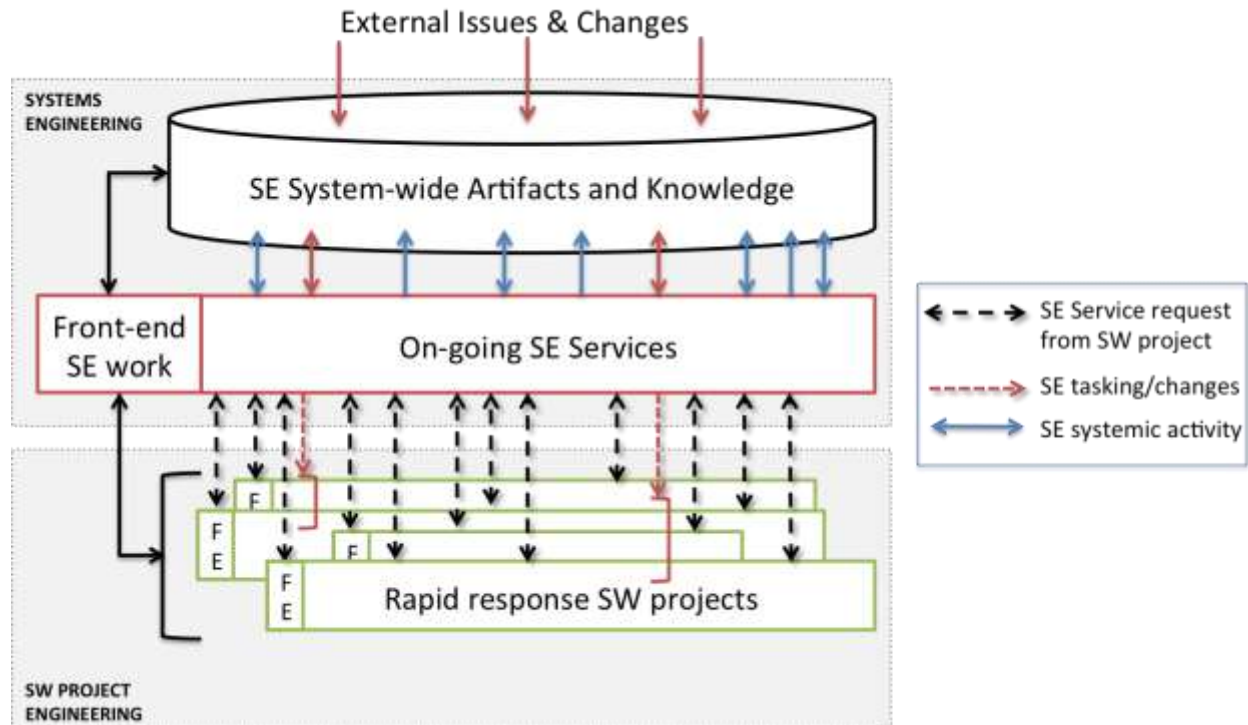 External Issues & Changes
SYSTEMS
ENGINEERING
SE System-wide Artifacts and Knowledge
Front-end
SE work
On-going SE Services
SE Service request
from SW project
SE tasking/changes
SE systemic activity
F
F
E
F
F
E
Rapid response SW projects
SW PROJECT
ENGINEERING